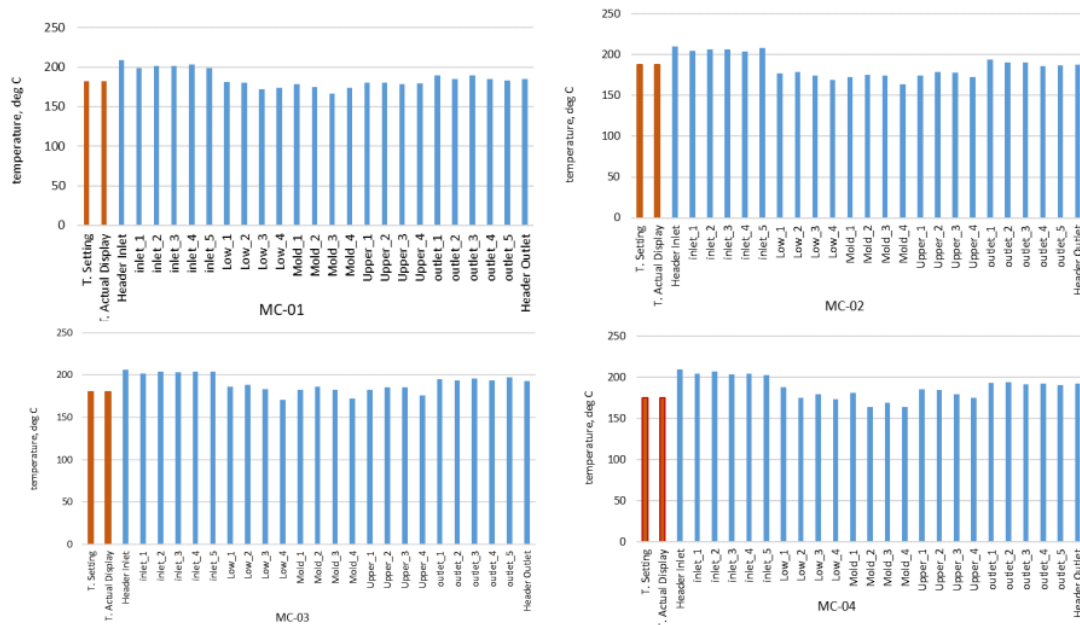 250
200
150
100
50
0
temperature, deg C
T. Setting
T. Actual Display
Header Inlet
inlet_1
inlet_2
inlet_3
inlet_4
inlet_5
Low_1
Low_2
Low_3
Low_4
Mold_1
Mold_2
Mold_3
Mold_4
Upper_1
Upper_2
Upper_3
Upper_4
outlet_1
outlet_2
outlet_3
outlet_4
outlet_5
Header Outlet
MC-01
250
200
150
100
50
0
temperature, deg C
T. Setting
T. Actual Display
Header Inlet
inlet_1
inlet_2
inlet_3
inlet_4
inlet_5
Low_1
Low_2
Low_3
Low_4
Mold_1
Mold_2
Mold_3
Mold_4
Upper_1
Upper_2
Upper_3
Upper_4
outlet_1
outlet_2
outlet_3
outlet_4
outlet_5
Header Outlet
MC-02
250
200
150
100
50
0
temperature, deg C
T. Setting
T. Actual Display
Header Inlet
inlet_1
inlet_2
inlet_3
inlet_4
inlet_5
Low_1
Low_2
Low_3
Low_4
Mold_1
Mold_2
Mold_3
Mold_4
Upper_1
Upper_2
Upper_3
Upper_4
outlet_1
outlet_2
outlet_3
outlet_4
outlet_5
Header Outlet
MC-03
250
200
150
100
50
0
temperature, deg C
T. Setting
T. Actual Display
Header Inlet
inlet_1
inlet_2
inlet_3
inlet_4
inlet_5
Low_1
Low_2
Low_3
Low_4
Mold_1
Mold_2
Mold_3
Mold_4
Upper_1
Upper_2
Upper_3
Upper_4
outlet_1
outlet_2
outlet_3
outlet_4
outlet_5
Header Outlet
MC-04